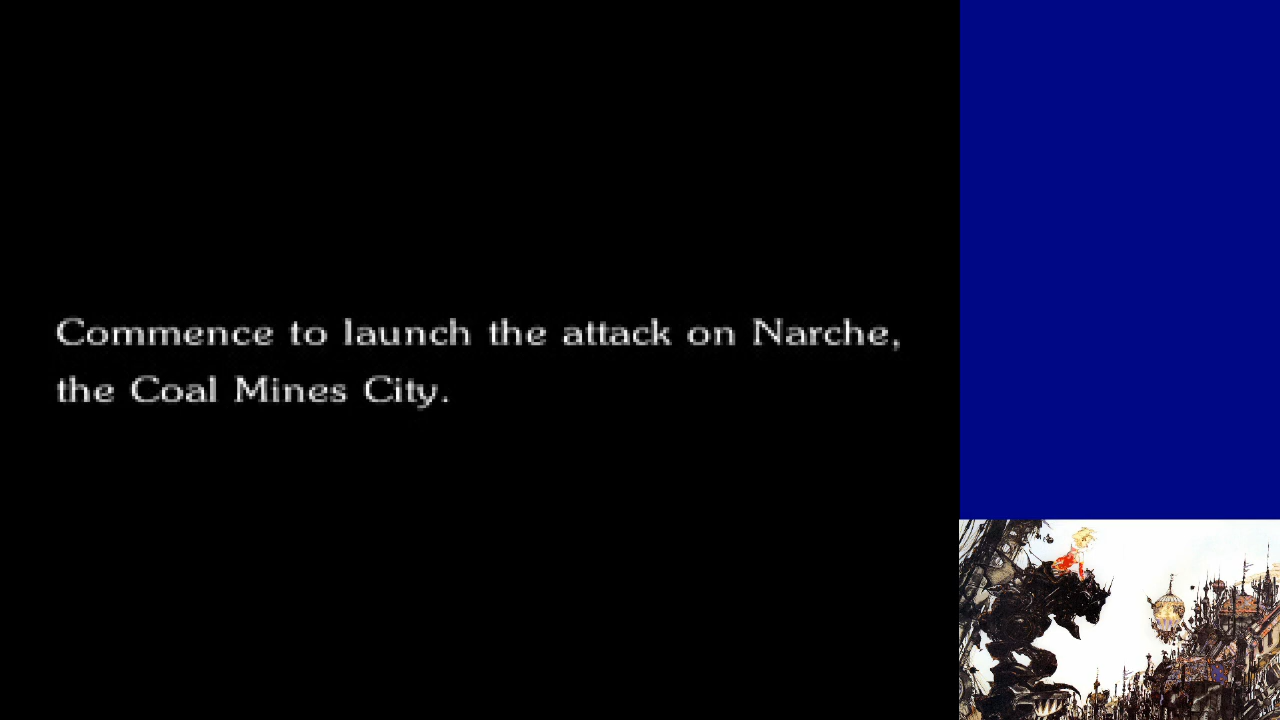 Commence to launch the attack on Narche,
the Coal Mines City.